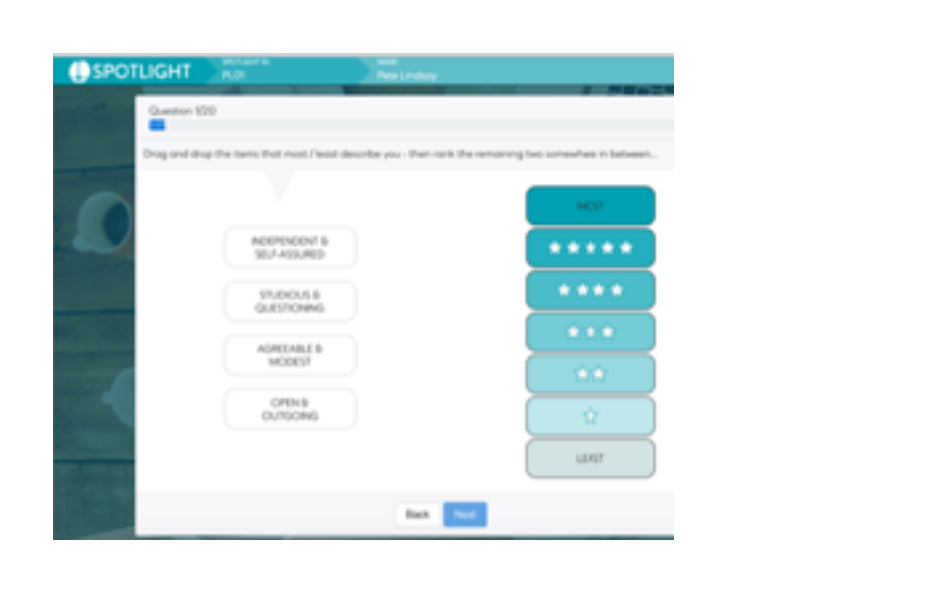 SPOTLIGHT
SPOTLIGHT ID
PL01
NAME
Pete Lindsay
Question 1/20
Drag and drop the items that most / least describe you - then rank the remaining two somewhere in between...
MOST
INDEPENDENT &
SELF-ASSURED
STUDIOUS &
QUESTIONING
AGREEABLE &
MODEST
OPEN &
OUTGOING
LEAST
Back
Next